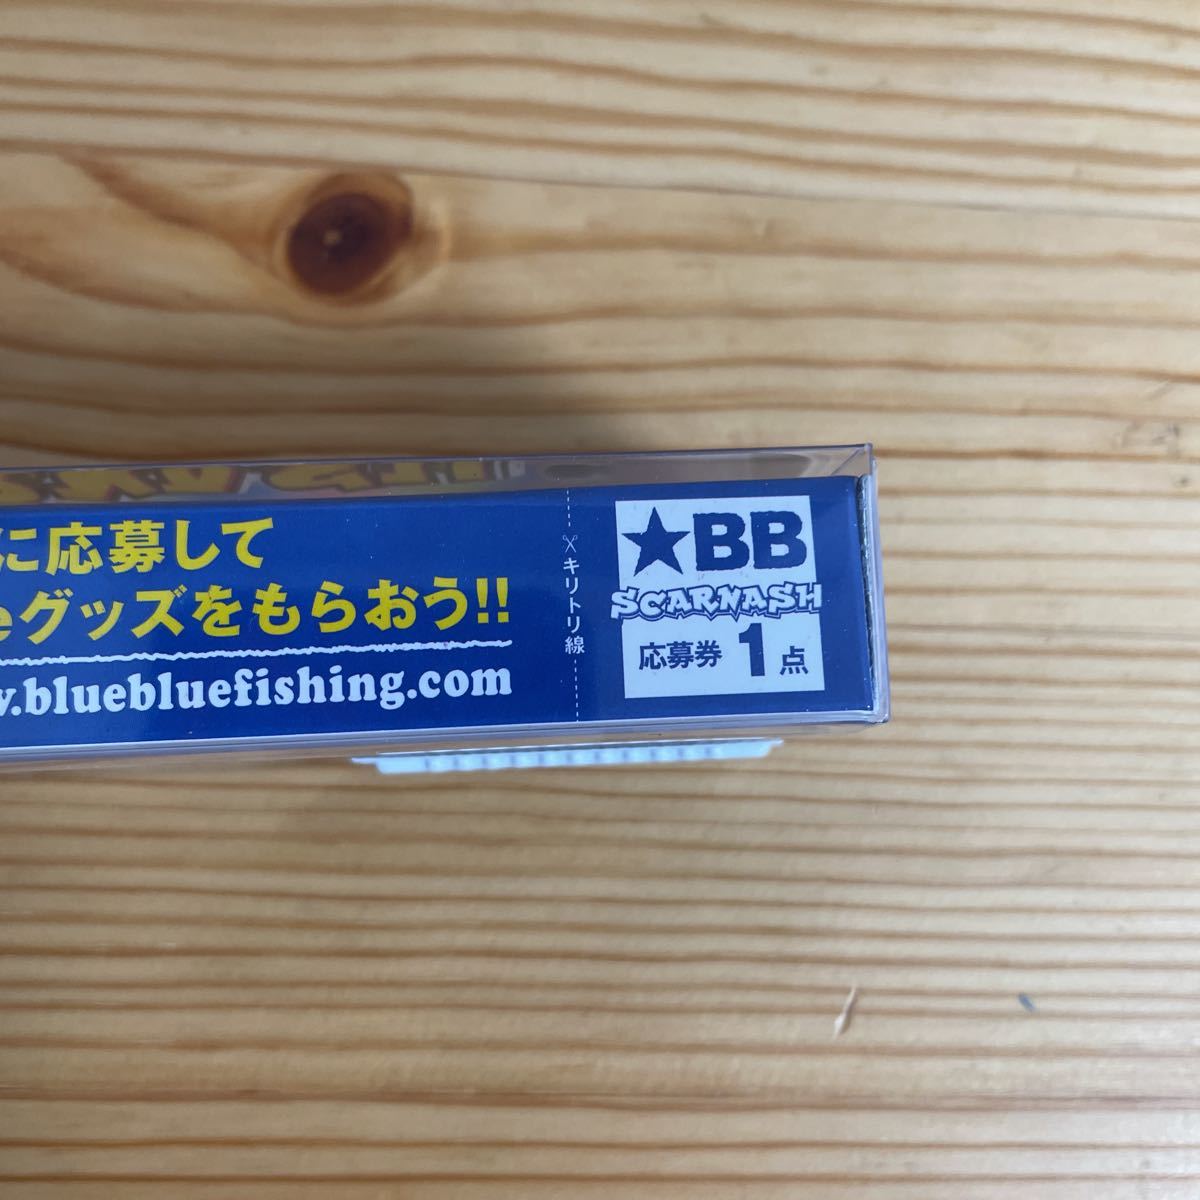 に応募して
eグッズをもらおう!!
w.bluebluefishing.com
キリトリ線
★BB
SCARNASH
応募券 1点